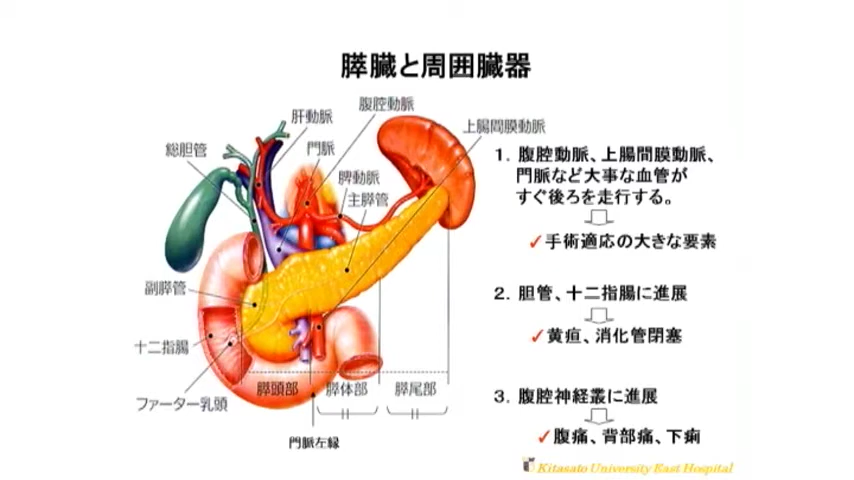 膵臓と周囲臓器
腹腔動脈
肝動脈
上腸間膜動脈
門脈
総胆管
脾動脈
主膵管
副膵管
十二指腸
ファーター乳頭
膵頭部
膵体部
膵尾部
門脈左縁
1. 腹腔動脈、上腸間膜動脈、
門脈など大事な血管が
すぐ後ろを走行する。
✓手術適応の大きな要素
2. 胆管、十二指腸に進展
✓黄疸、消化管閉塞
3. 腹腔神経叢に進展
✓腹痛、背部痛、下痢
Kitasato University East Hospital